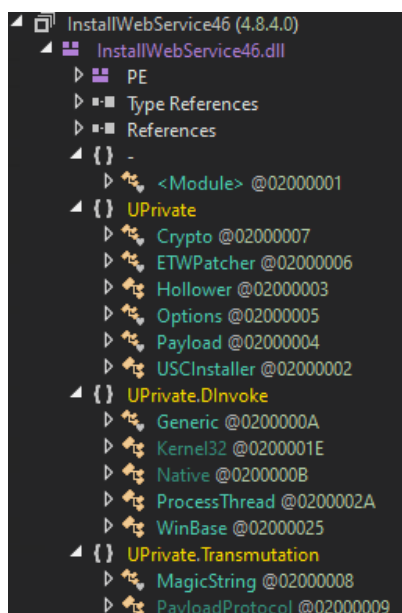 InstallWebService46 (4.8.4.0)
InstallWebService46.dll
PE
Type References
References
{ } -
<Module> @02000001
{ } UPrivate
Crypto @02000007
ETWPatcher @02000006
Hollower @02000003
Options @02000005
Payload @02000004
USCInstaller @02000002
{ } UPrivate.DInvoke
Generic @0200000A
Kernel32 @0200001E
Native @0200000B
ProcessThread @0200002A
WinBase @02000025
{ } UPrivate.Transmutation
MagicString @02000008
PayloadProtocol @02000009